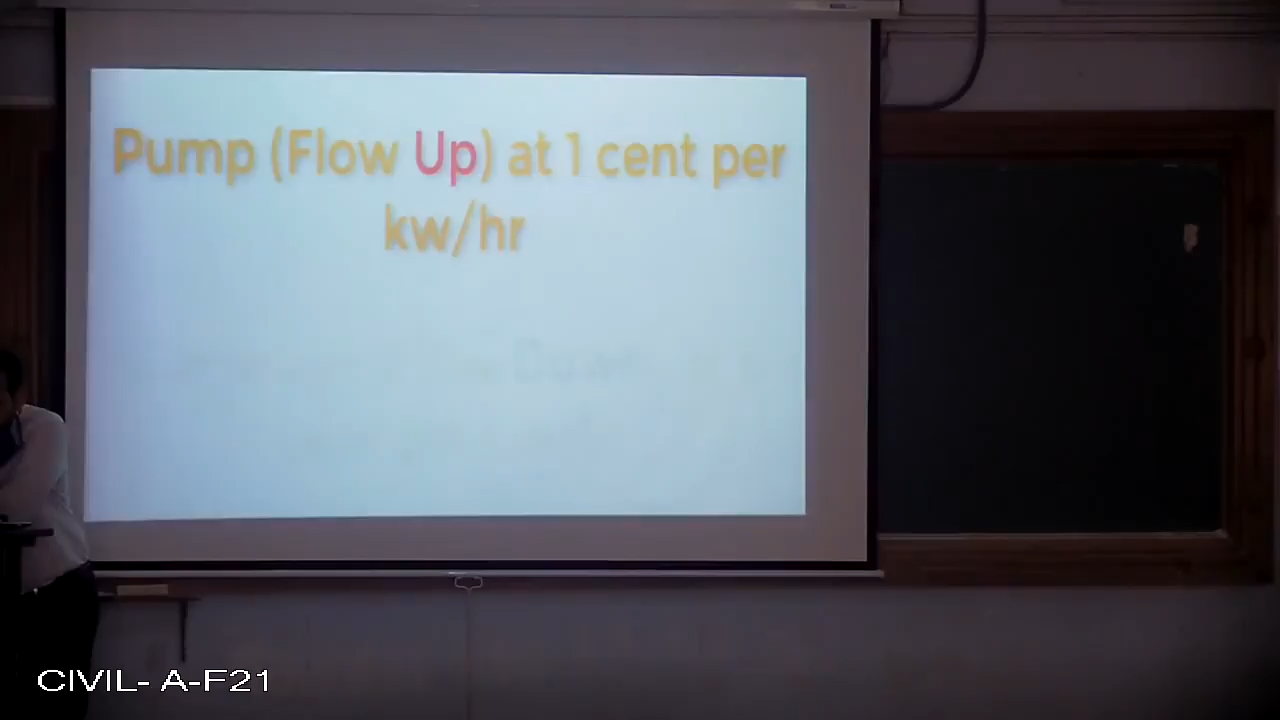 Pump (Flow Up) at 1 cent per
kw/hr
CIVIL- A-F21